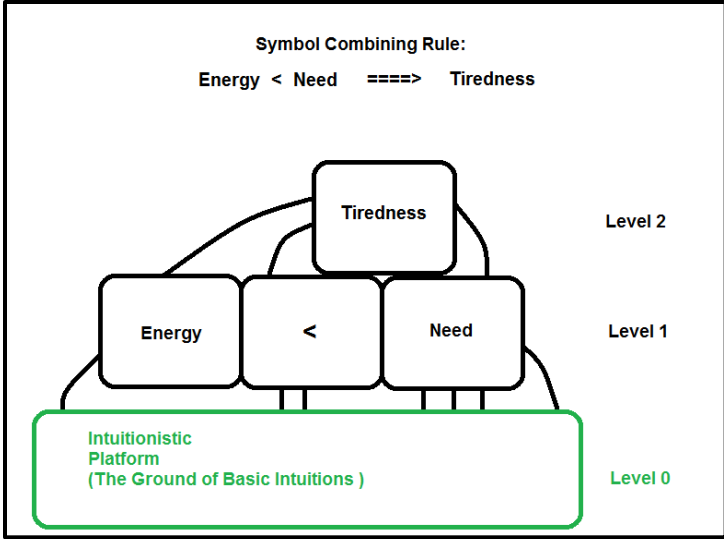 Symbol Combining Rule:
Energy < Need ====> Tiredness
Tiredness
Level 2
Energy
<
Need
Level 1
Intuitionistic
Platform
(The Ground of Basic Intuitions )
Level 0